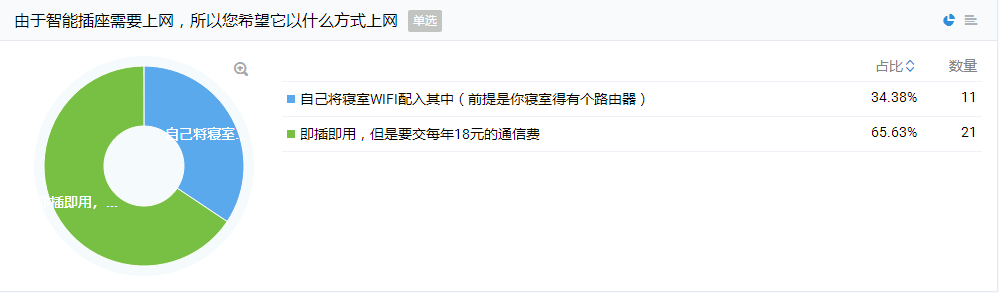 由于智能插座需要上网，所以您希望它以什么方式上网 单选
占比 数量
自己将寝室WIFI配入其中（前提是你寝室得有个路由器） 34.38% 11
即插即用，但是要交每年18元的通信费 65.63% 21
自己将寝室...
插即用，...